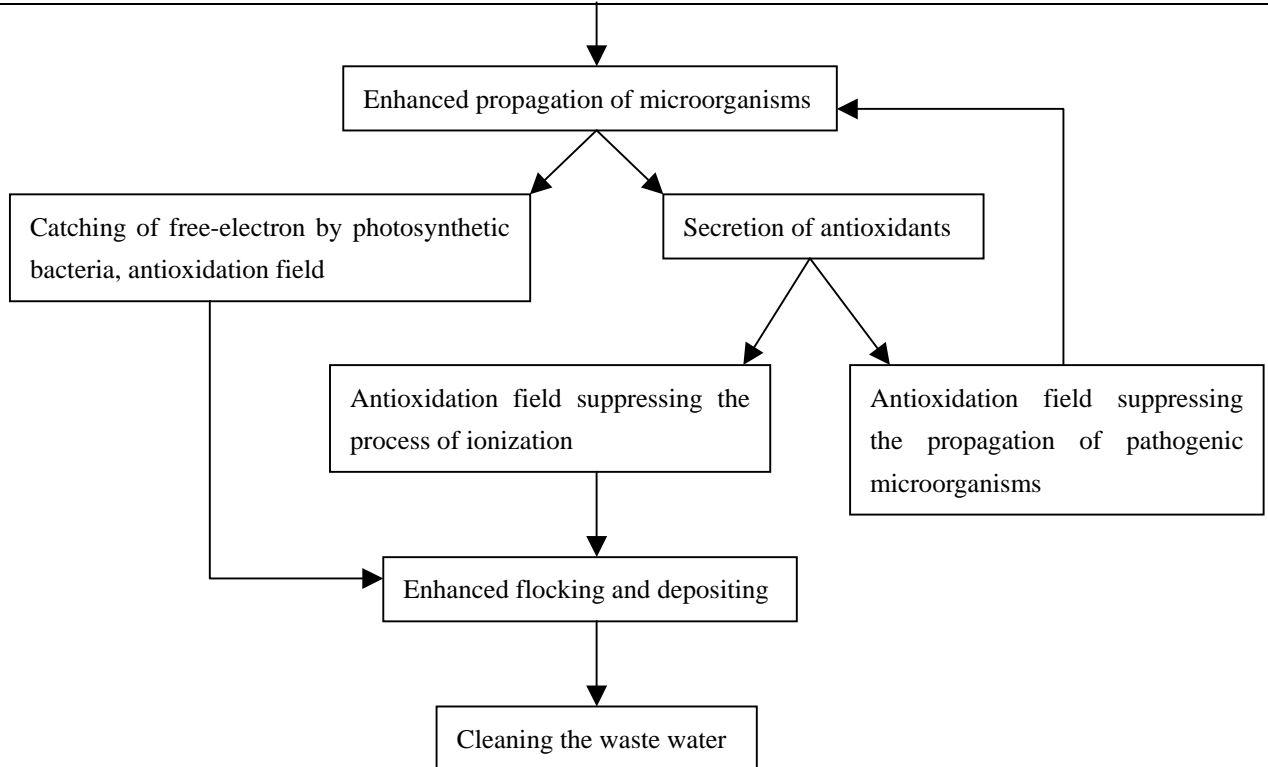 Enhanced propagation of microorganisms
Catching of free-electron by photosynthetic
bacteria, antioxidation field
Secretion of antioxidants
Antioxidation field suppressing the
process of ionization
Antioxidation field suppressing
the propagation of pathogenic
microorganisms
Enhanced flocking and depositing
Cleaning the waste water